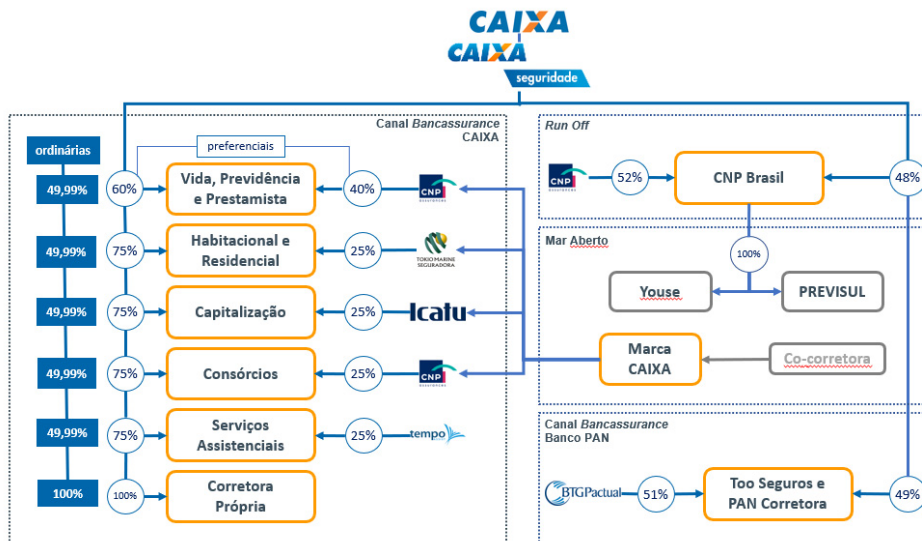 CAIXA
CAIXA
seguridade
Canal Bancassurance
CAIXA
ordinárias
preferenciais
49,99%
60%
Vida, Previdência
e Prestamista
40%
CNP
49,99%
75%
Habitacional e
Residencial
25%
TOKIO MARINE
SEGURADORA
49,99%
75%
Capitalização
25%
Icatu
49,99%
75%
Consórcios
25%
CNP
49,99%
75%
Serviços
Assistenciais
25%
tempo
100%
100%
Corretora
Própria
Run Off
CNP
52%
CNP Brasil
48%
Mar Aberto
100%
Youse
PREVISUL
Marca
CAIXA
Co-corretora
Canal Bancassurance
Banco PAN
BTGPactual
51%
Too Seguros e
PAN Corretora
49%